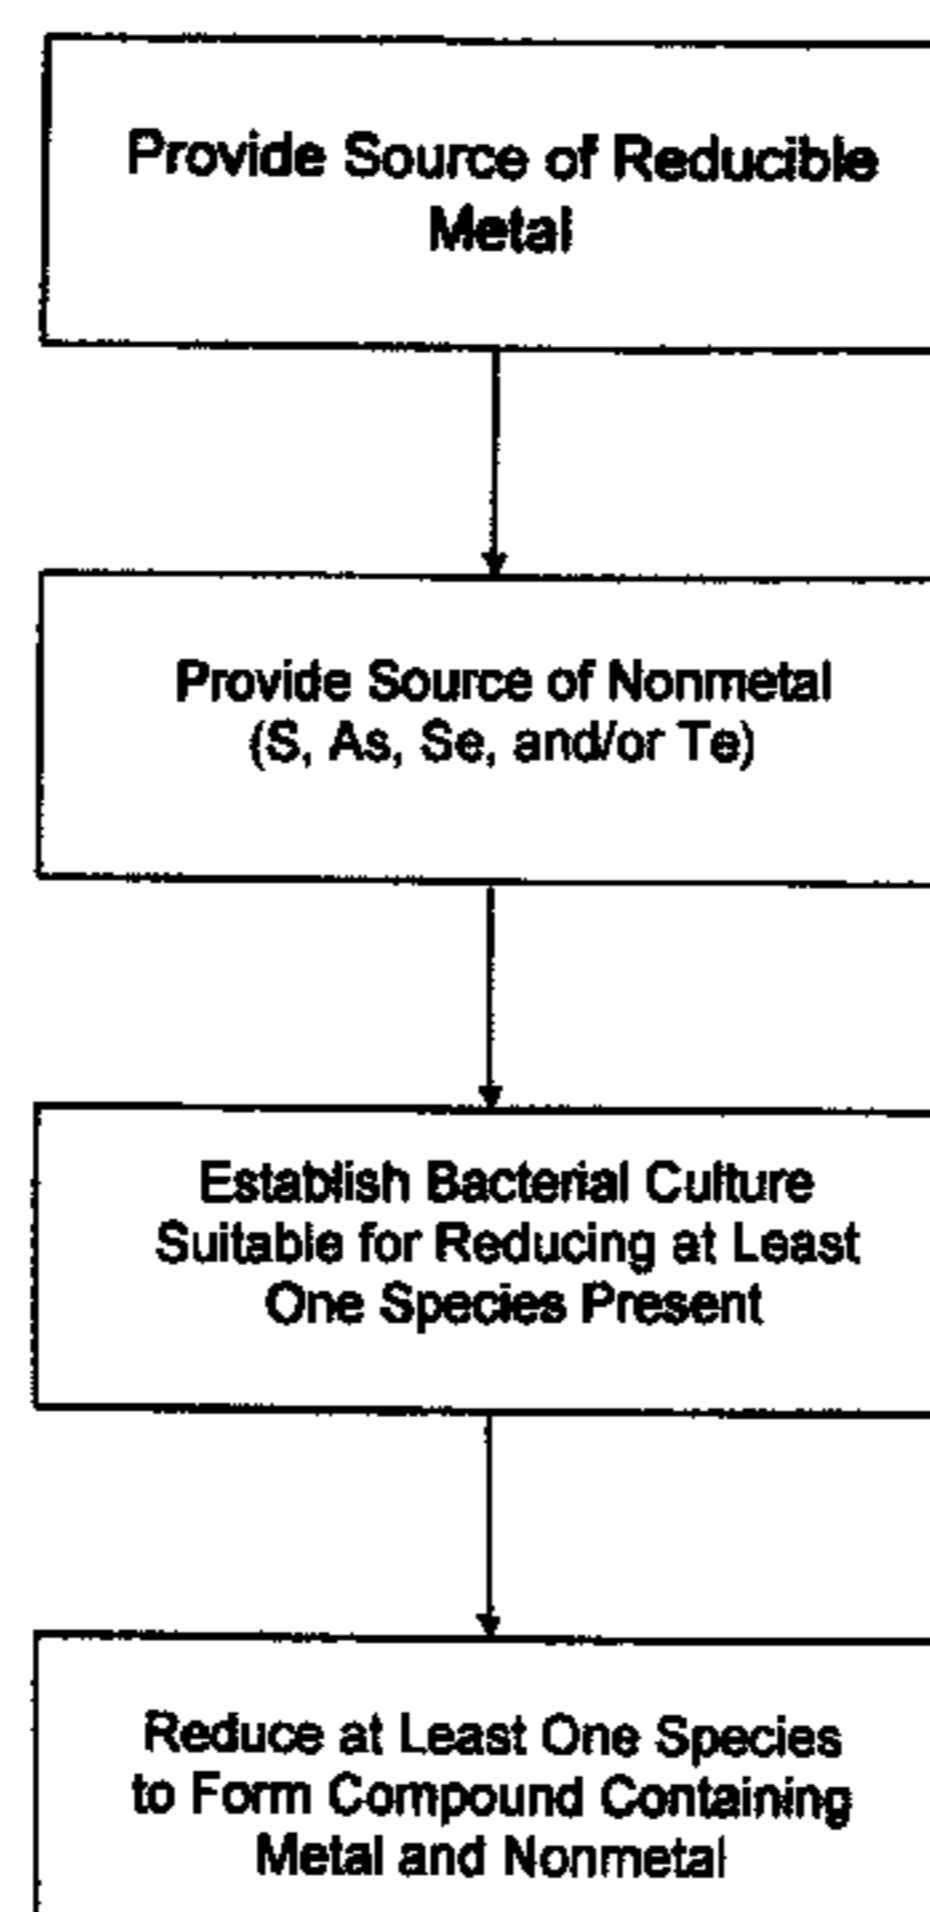 Provide Source of Reducible
Metal
Provide Source of Nonmetal
(S, As, Se, and/or Te)
Establish Bacterial Culture
Suitable for Reducing at Least
One Species Present
Reduce at Least One Species
to Form Compound Containing
Metal and Nonmetal